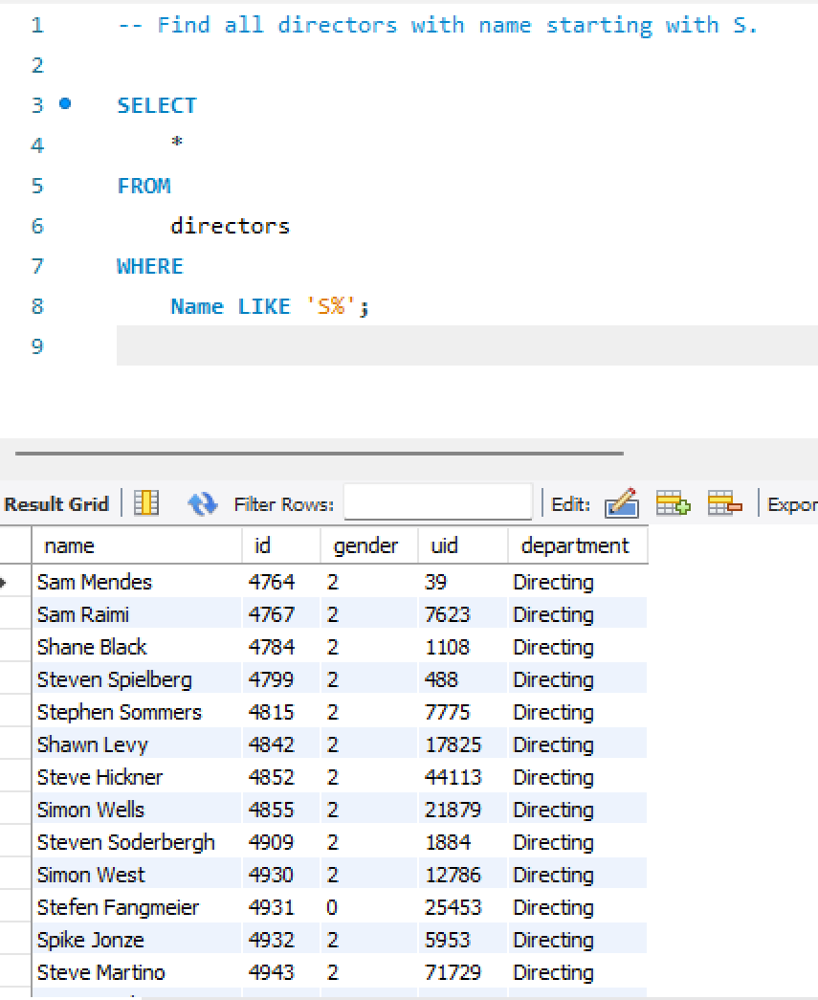 1 -- Find all directors with name starting with S.
2
3 SELECT
4 *
5 FROM
6 directors
7 WHERE
8 Name LIKE 'S%';
9
Result Grid Filter Rows: Edit: Expor
name id gender uid department
Sam Mendes 4764 2 39 Directing
Sam Raimi 4767 2 7623 Directing
Shane Black 4784 2 1108 Directing
Steven Spielberg 4799 2 488 Directing
Stephen Sommers 4815 2 7775 Directing
Shawn Levy 4842 2 17825 Directing
Steve Hickner 4852 2 44113 Directing
Simon Wells 4855 2 21879 Directing
Steven Soderbergh 4909 2 1884 Directing
Simon West 4930 2 12786 Directing
Stefen Fangmeier 4931 0 25453 Directing
Spike Jonze 4932 2 5953 Directing
Steve Martino 4943 2 71729 Directing